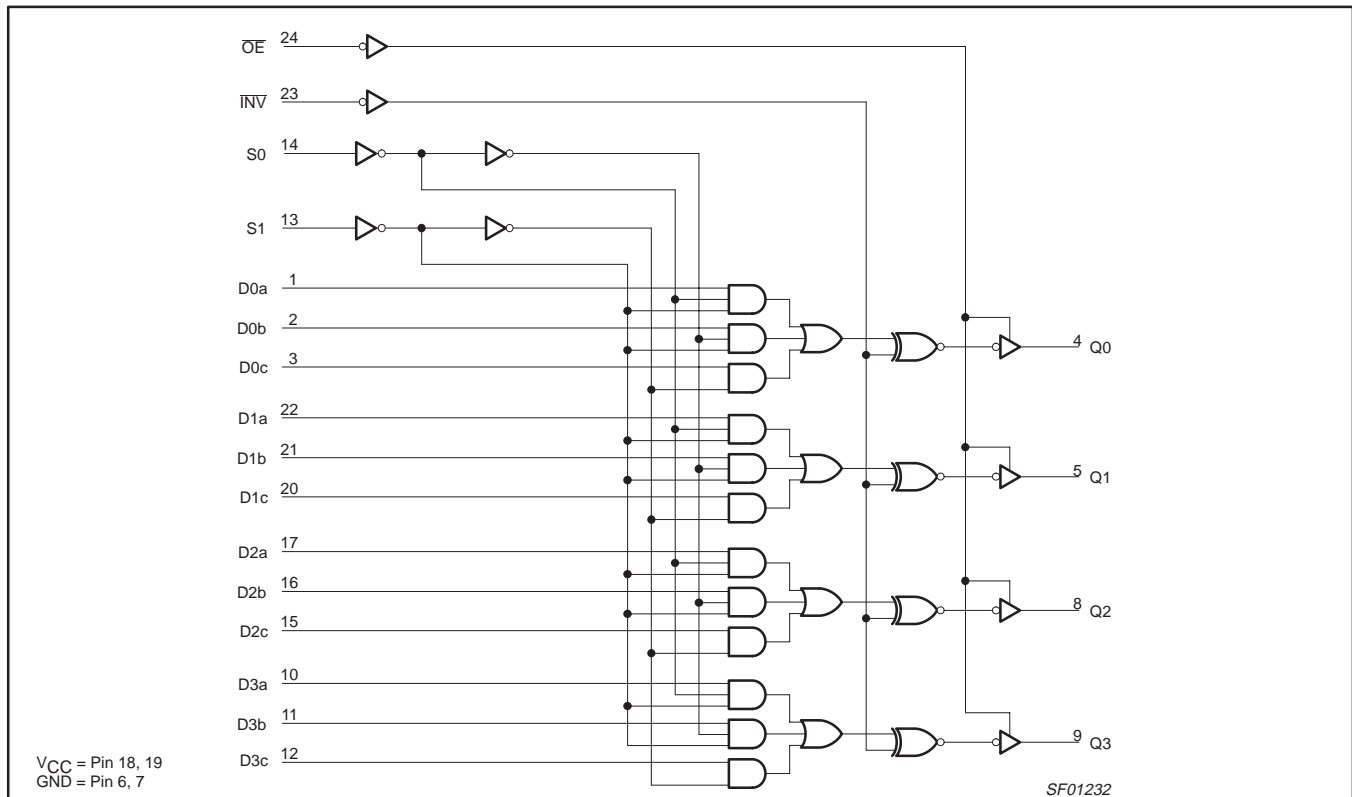 OE 24
INV 23
S0 14
S1 13
D0a 1
D0b 2
D0c 3
4 Q0
D1a 22
D1b 21
D1c 20
5 Q1
D2a 17
D2b 16
D2c 15
8 Q2
D3a 10
D3b 11
D3c 12
9 Q3
VCC = Pin 18, 19
GND = Pin 6, 7
SF01232